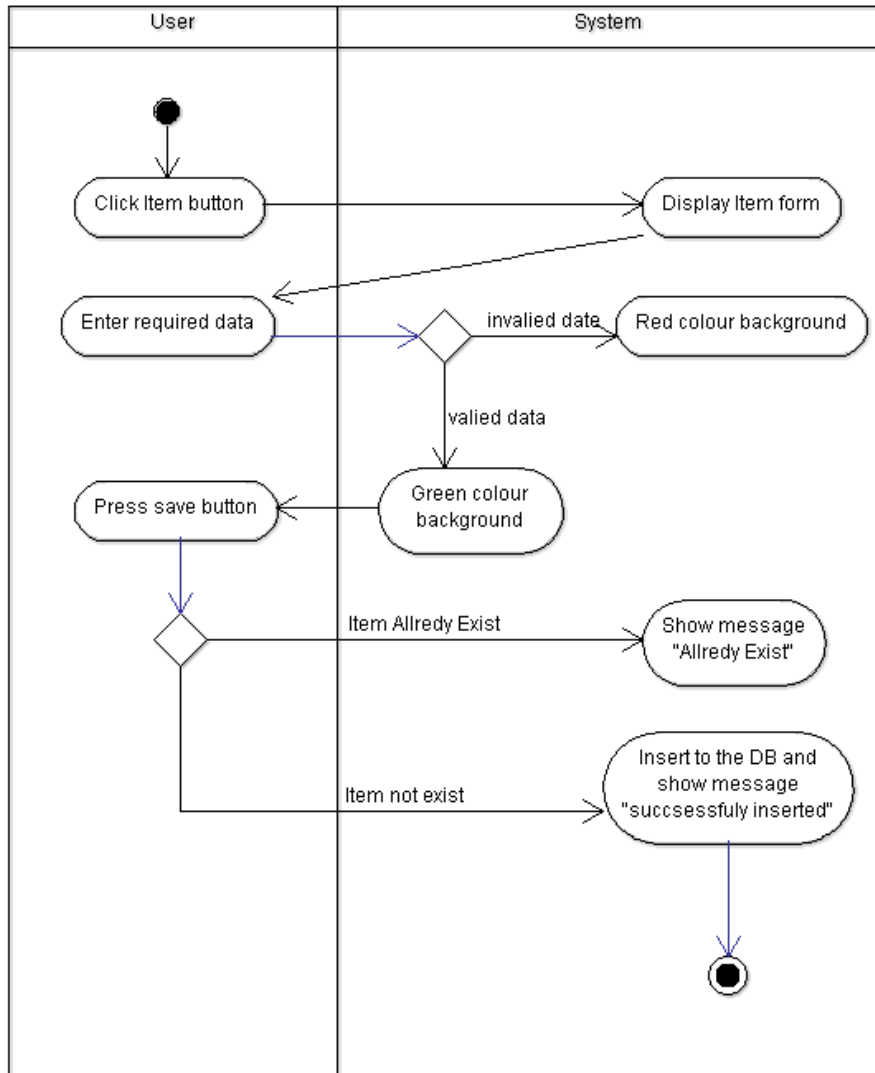 User
System
Click Item button
Display Item form
Enter required data
invalied date
Red colour background
valied data
Press save button
Green colour
background
Item Allredy Exist
Show message
"Allredy Exist"
Insert to the DB and
show message
"succsessfuly inserted"
Item not exist